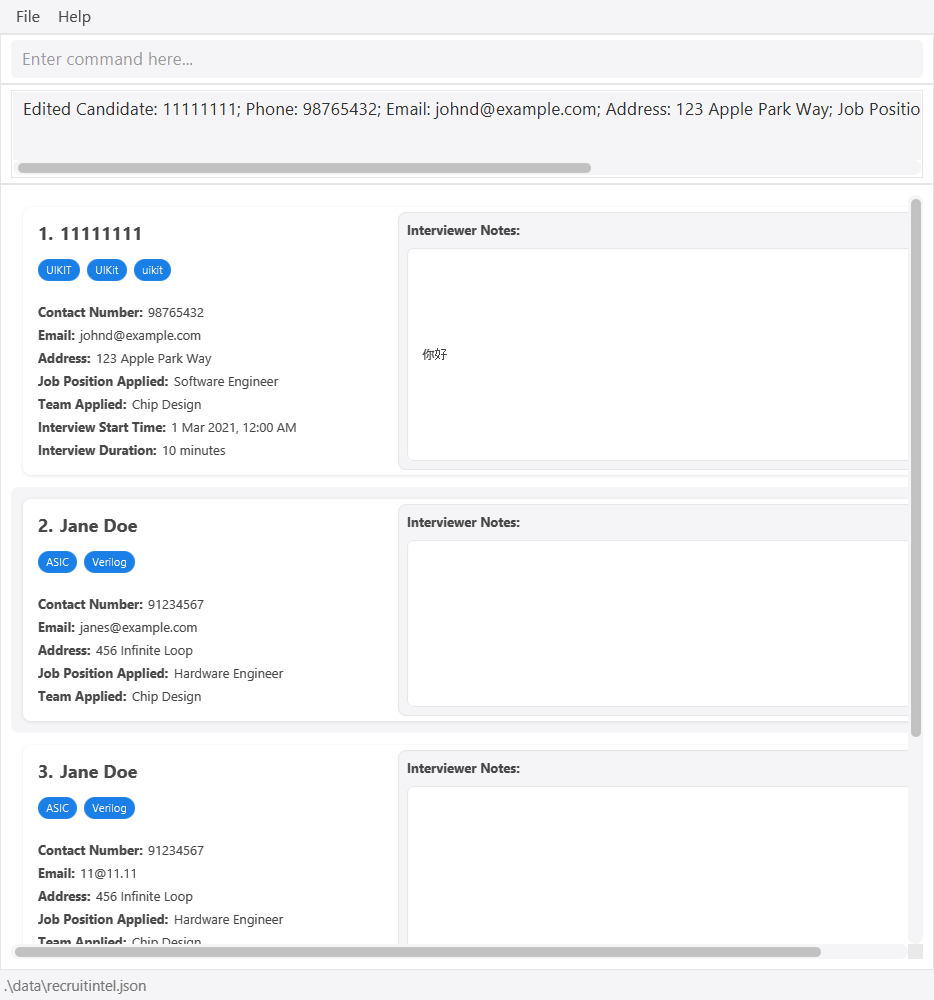 File Help
Enter command here...
Edited Candidate: 11111111; Phone: 98765432; Email: johnd@example.com; Address: 123 Apple Park Way; Job Positio
1. 11111111
UIKIT UIKit uikit
Contact Number: 98765432
Email: johnd@example.com
Address: 123 Apple Park Way
Job Position Applied: Software Engineer
Team Applied: Chip Design
Interview Start Time: 1 Mar 2021, 12:00 AM
Interview Duration: 10 minutes
Interviewer Notes:
你好
2. Jane Doe
ASIC Verilog
Contact Number: 91234567
Email: janes@example.com
Address: 456 Infinite Loop
Job Position Applied: Hardware Engineer
Team Applied: Chip Design
Interviewer Notes:
3. Jane Doe
ASIC Verilog
Contact Number: 91234567
Email: 11@11.11
Address: 456 Infinite Loop
Job Position Applied: Hardware Engineer
Team Applied: Chip Design
Interviewer Notes:
.\data\recruitintel.json